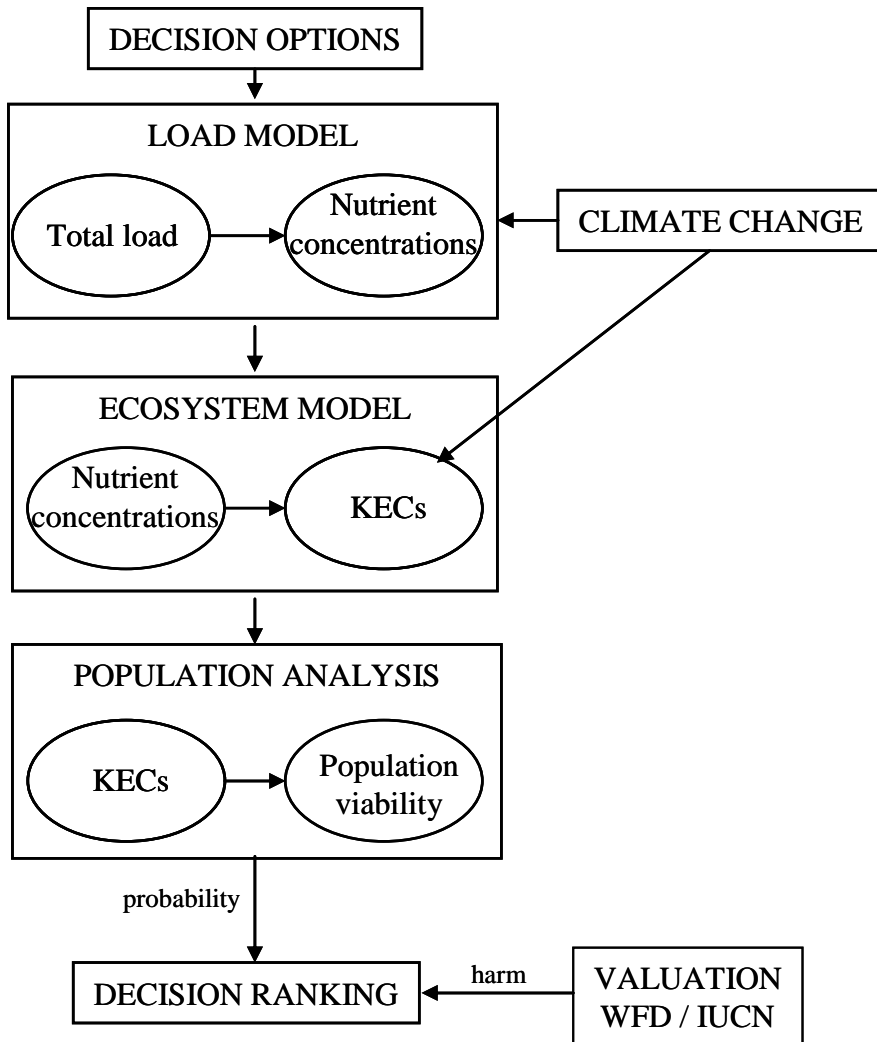 DECISION OPTIONS
LOAD MODEL
Total load
Nutrient
concentrations
CLIMATE CHANGE
ECOSYSTEM MODEL
Nutrient
concentrations
KECs
POPULATION ANALYSIS
KECs
Population
viability
probability
DECISION RANKING
harm
VALUATION
WFD / IUCN